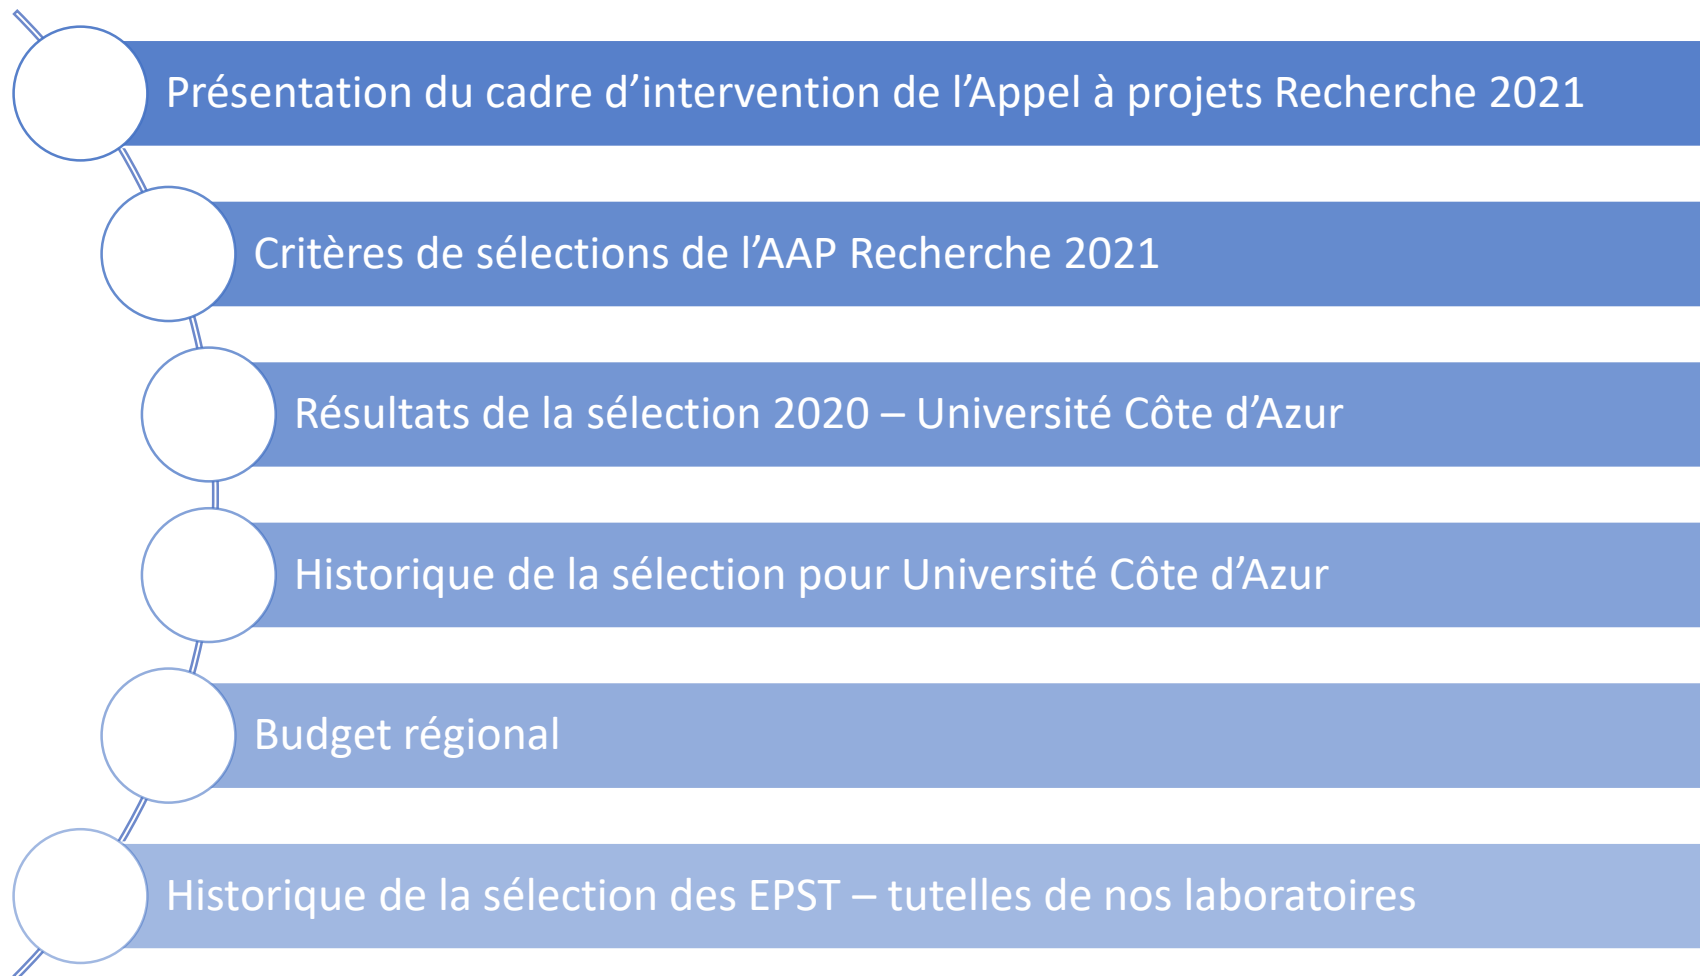 Présentation du cadre d’intervention de l’Appel à projets Recherche 2021
Critères de sélections de l’AAP Recherche 2021
Résultats de la sélection 2020 – Université Côte d’Azur
Historique de la sélection pour Université Côte d’Azur
Budget régional
Historique de la sélection des EPST – tutelles de nos laboratoires